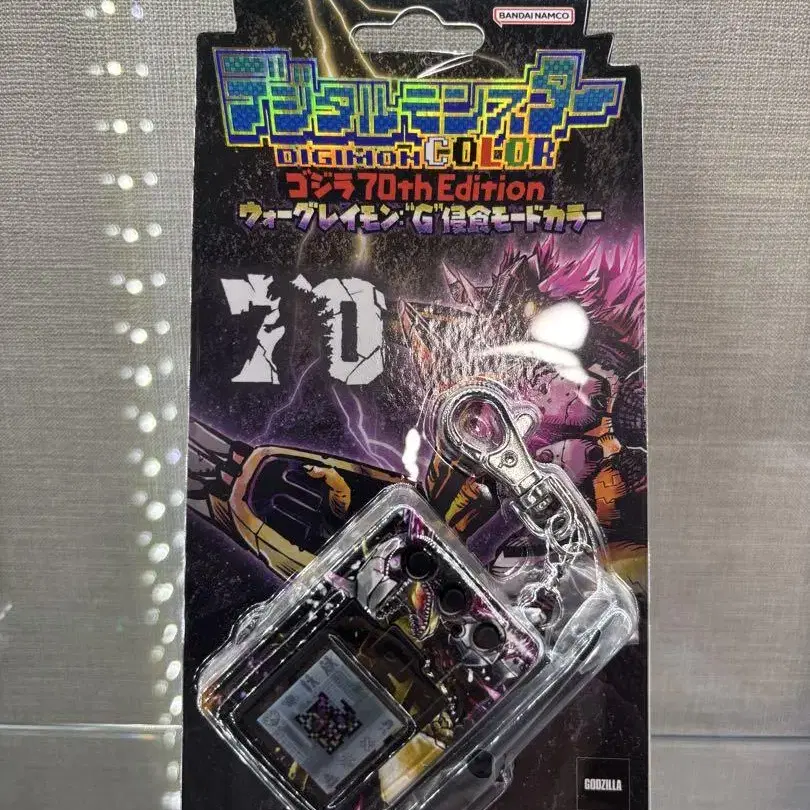 BANDAI NAMCO
デジタルモンスター
DIGIMON COLOR
ゴジラ70th Edition
ウォーグレイモン:"G"侵食モードカラー
70
GODZILLA